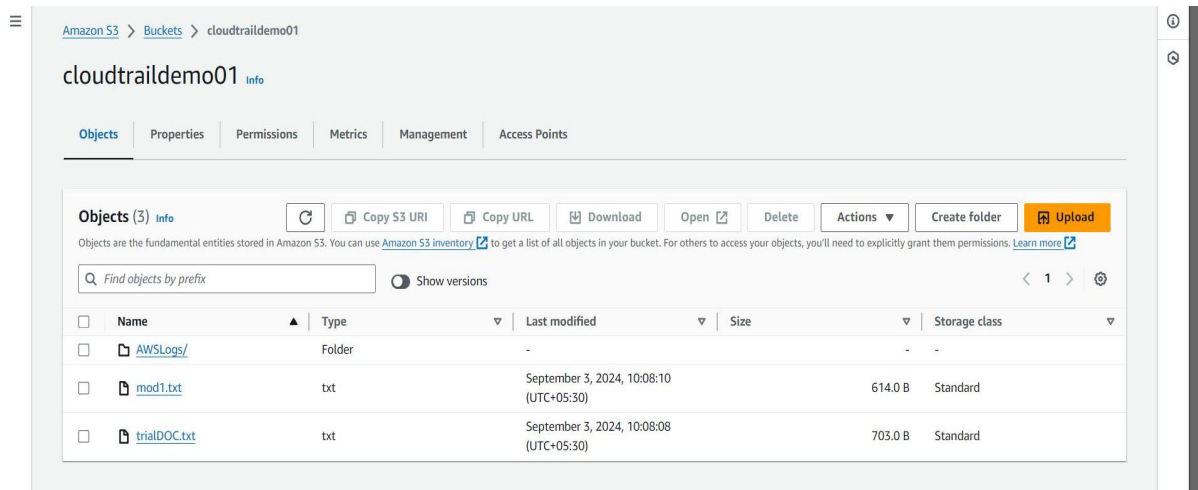 Amazon S3 > Buckets > cloudtraildemo01
cloudtraildemo01 Info
Objects Properties Permissions Metrics Management Access Points
Objects (3) Info Copy S3 URI Copy URL Download Open Delete Actions ▼ Create folder Upload
Objects are the fundamental entities stored in Amazon S3. You can use Amazon S3 inventory to get a list of all objects in your bucket. For others to access your objects, you'll need to explicitly grant them permissions. Learn more
Find objects by prefix Show versions < 1 >
Name Type Last modified Size Storage class
AWSLogs/ Folder - - -
mod1.txt txt September 3, 2024, 10:08:10 614.0 B Standard
(UTC+05:30)
trialDOC.txt txt September 3, 2024, 10:08:08 703.0 B Standard
(UTC+05:30)